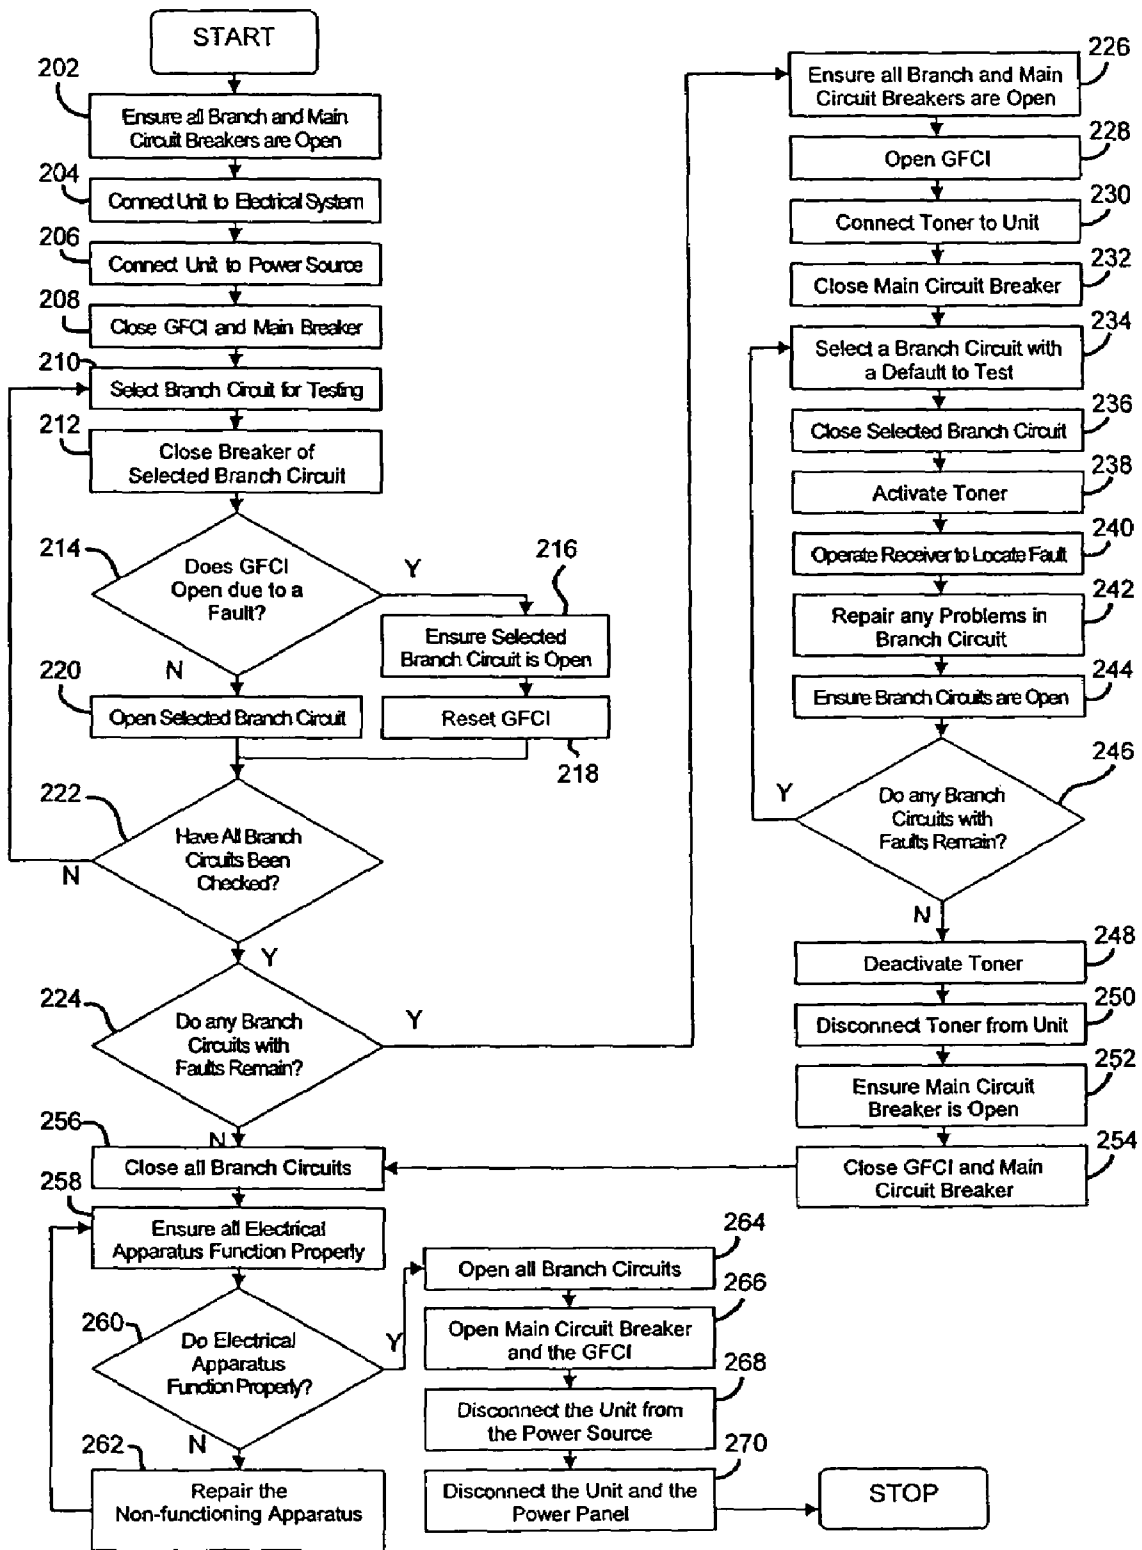 START
202
Ensure all Branch and Main
Circuit Breakers are Open
204
Connect Unit to Electrical System
206
Connect Unit to Power Source
208
Close GFCI and Main Breaker
210
Select Branch Circuit for Testing
212
Close Breaker of
Selected Branch Circuit
214
Does GFCI
Open due to a
Fault?
Y
N
216
Ensure Selected
Branch Circuit is Open
Reset GFCI
218
220
Open Selected Branch Circuit
222
Have All Branch
Circuits Been
Checked?
N
Y
224
Do any Branch
Circuits with
Faults Remain?
Y
N
226
Ensure all Branch and Main
Circuit Breakers are Open
228
Open GFCI
230
Connect Toner to Unit
232
Close Main Circuit Breaker
234
Select a Branch Circuit with
a Default to Test
236
Close Selected Branch Circuit
238
Activate Toner
240
Operate Receiver to Locate Fault
242
Repair any Problems in
Branch Circuit
244
Ensure Branch Circuits are Open
246
Do any Branch
Circuits with
Faults Remain?
Y
N
248
Deactivate Toner
250
Disconnect Toner from Unit
252
Ensure Main Circuit
Breaker is Open
254
Close GFCI and Main
Circuit Breaker
256
Close all Branch Circuits
258
Ensure all Electrical
Apparatus Function Properly
260
Do Electrical
Apparatus
Function Properly?
Y
N
262
Repair the
Non-functioning Apparatus
264
Open all Branch Circuits
266
Open Main Circuit Breaker
and the GFCI
268
Disconnect the Unit from
the Power Source
270
Disconnect the Unit and the
Power Panel
STOP